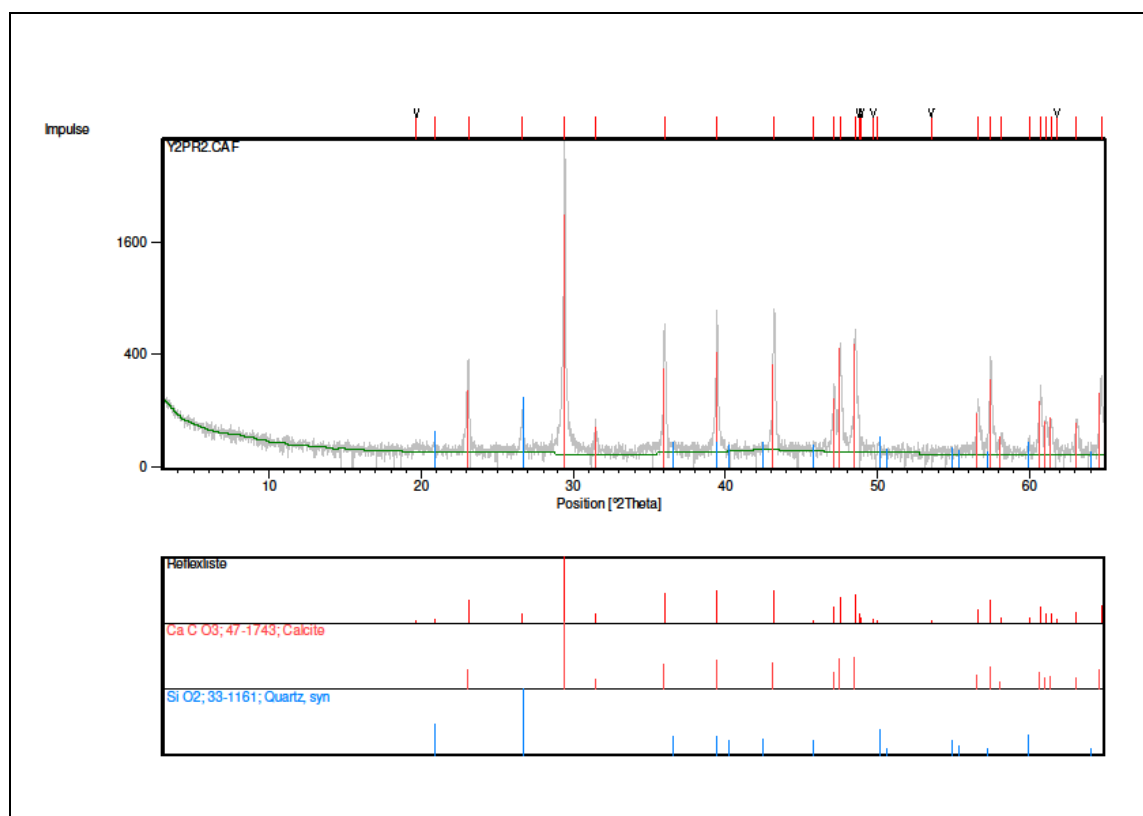 Impulse
Y2PR2.CAF
1600
400
0
10 20 30 40 50 60
Position [°2Theta]
Reflexliste
Ca C O3; 47-1743; Calcite
Si O2; 33-1161; Quartz, syn